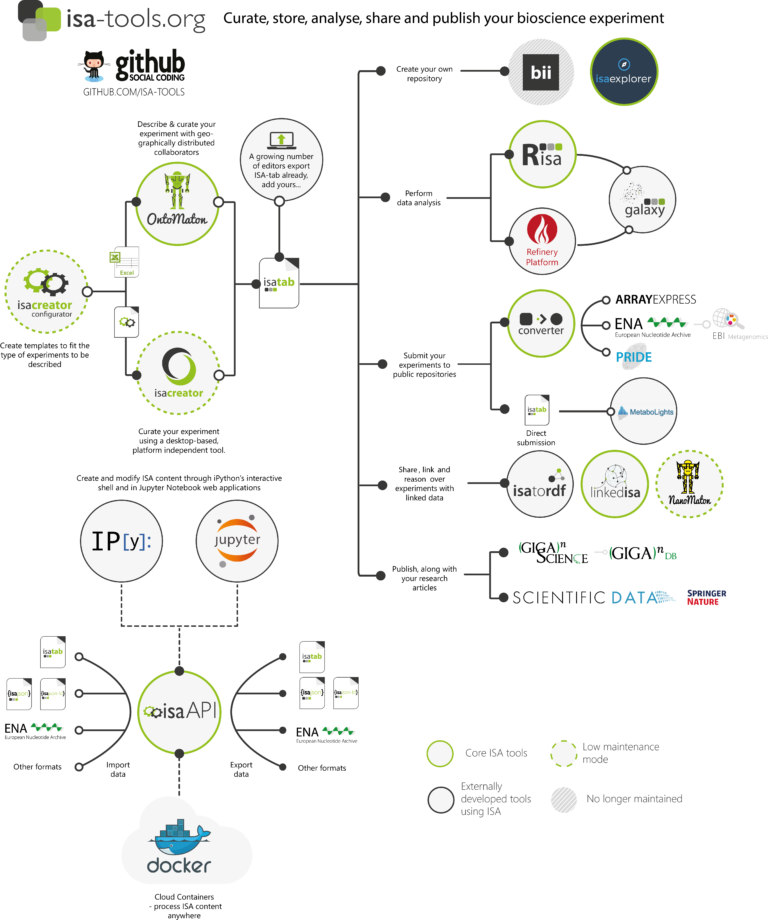 isa-tools.org
Curate, store, analyse, share and publish your bioscience experiment
github
SOCIAL CODING
GITHUB.COM/ISA-TOOLS
Create your own
repository
bii
isaexplorer
Describe & curate your
experiment with geo-
graphically distributed
collaborators
OntoMaton
A growing number
of editors export
ISA-tab already,
add yours...
Perform
data analysis
Risa
galaxy
Refinery
Platform
Excel
isacreator
configurator
Create templates to fit the
type of experiments to be
described
isatab
isacreator
Curate your experiment
using a desktop-based,
platform independent tool.
Submit your
experiments to
public repositories
converter
ARRAYEXPRESS
ENA
European Nucleotide Archive
EBI Metagenomics
PRIDE
isatab
Direct
submission
MetaboLights
Share, link and
reason over
experiments with
linked data
isatordf
linkedisa
NanoMaton
Publish, along with
your research
articles
(GIGA)n
SCIENCE
(GIGA)n DB
SCIENTIFIC DATA
SPRINGER
NATURE
Create and modify ISA content through iPython's interactive
shell and in Jupyter Notebook web applications
IP[y]:
jupyter
isatab
{isajson}
ENA
European Nucleotide Archive
Other formats
Import
data
isaAPI
Export
data
isatab
{isajson}
ENA
European Nucleotide Archive
Other formats
docker
Cloud Containers
- process ISA content
anywhere
Core ISA tools
Low maintenance
mode
Externally
developed tools
using ISA
No longer maintained